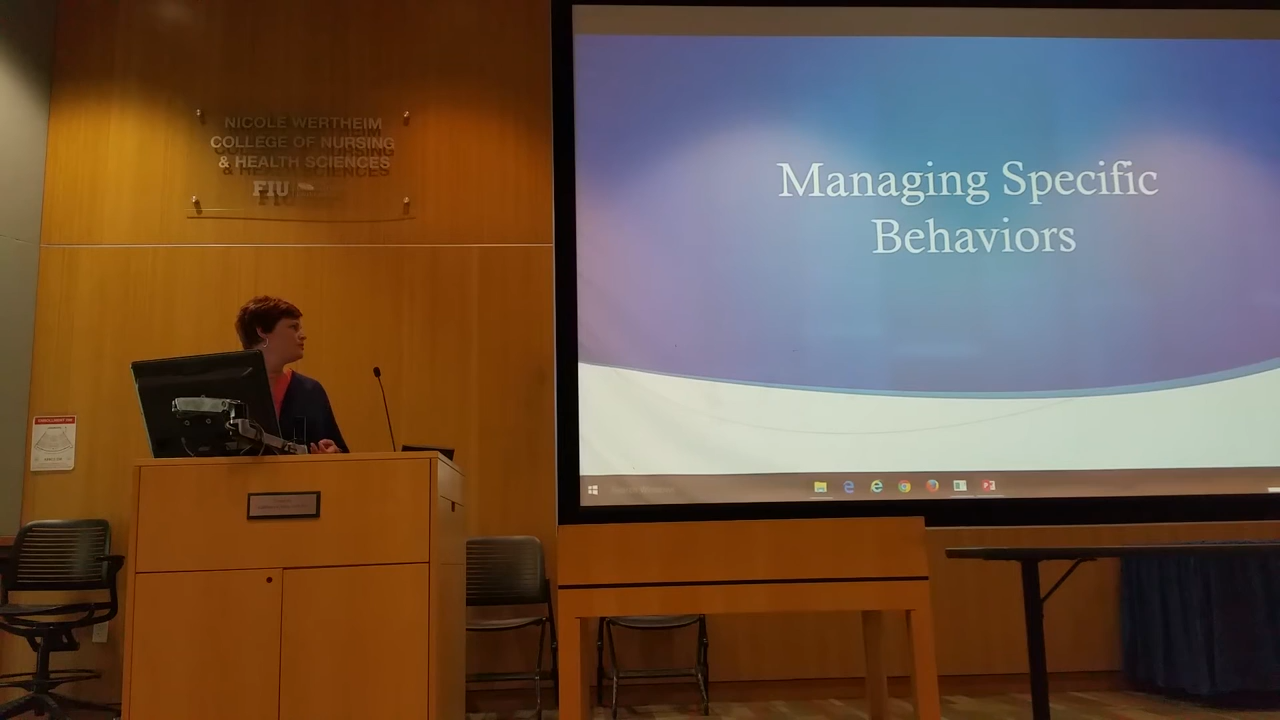 NICOLE WERTHEIM
COLLEGE OF NURSING
& HEALTH SCIENCES
FIU
Managing Specific
Behaviors